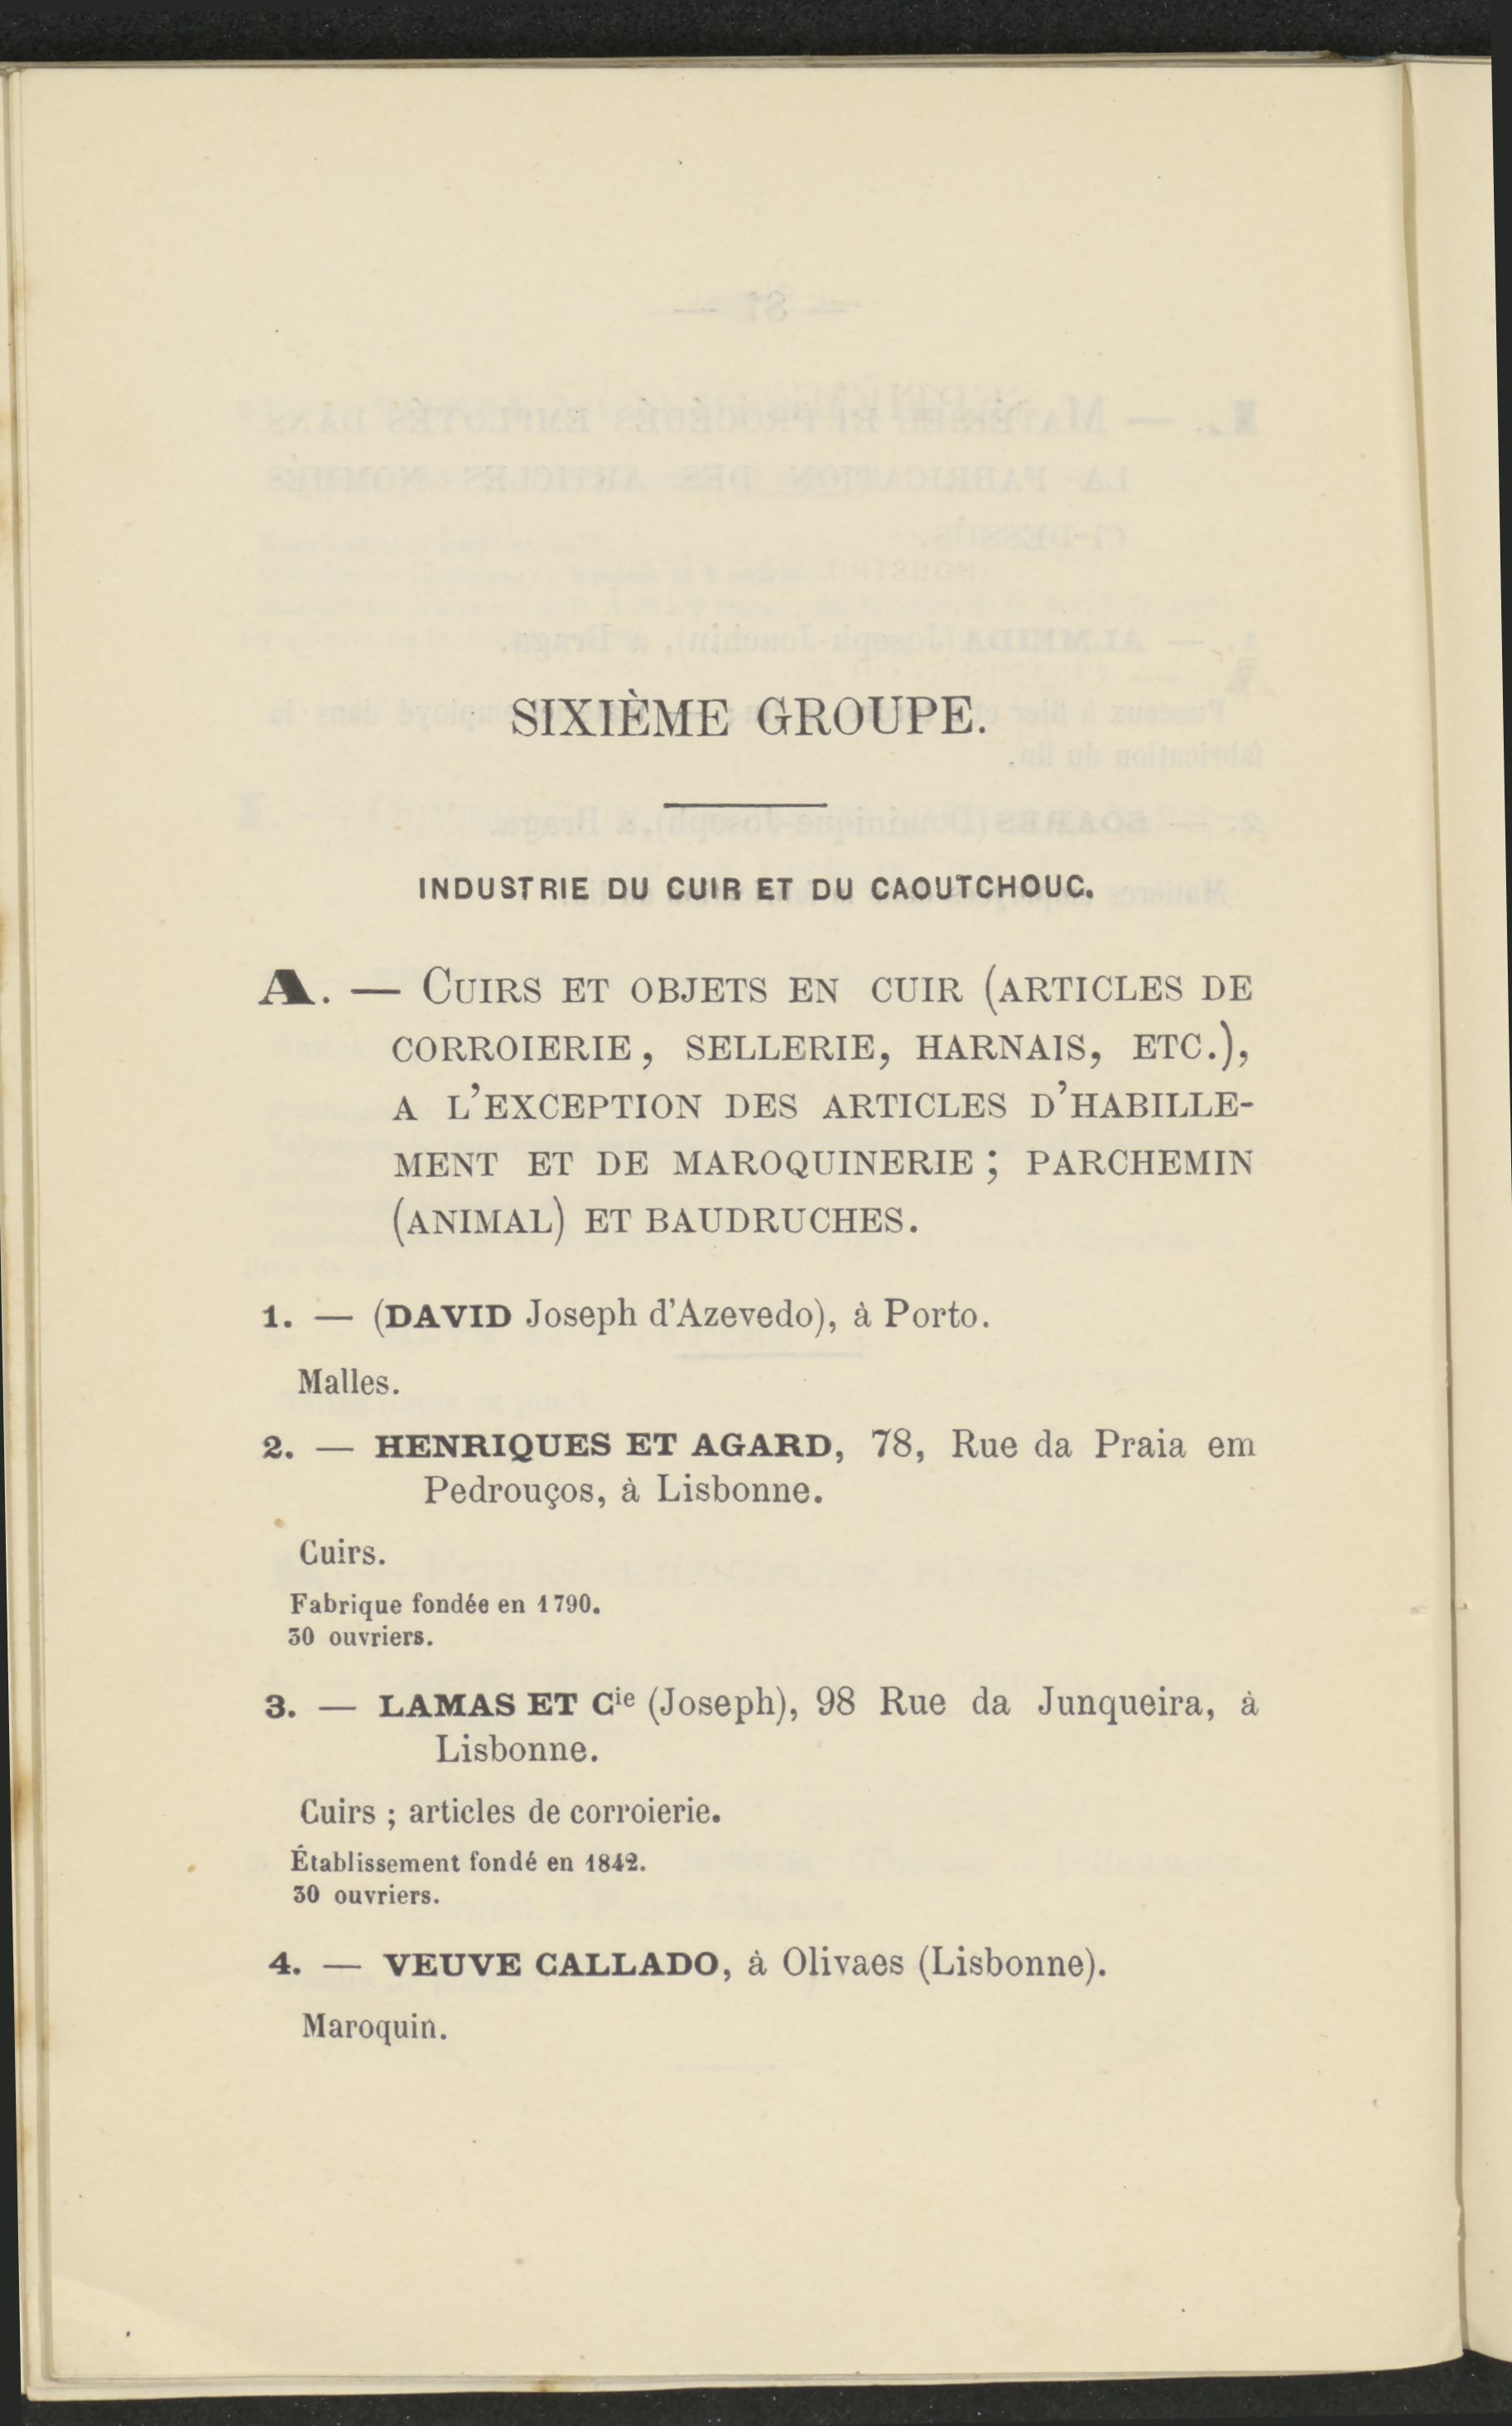 SIXIÈME GROUPE.
INDUSTRIE DU CUIR ET DU CAOUTCHOUC.
A. — CUIRS ET OBJETS EN CUIR (ARTICLES DE
CORROIERIE, SELLERIE, HARNAIS, ETC.),
A L'EXCEPTION DES ARTICLES D'HABILLE-
MENT ET DE MAROQUINERIE ; PARCHEMIN
(ANIMAL) ET BAUDRUCHES.
1. — (DAVID Joseph d'Azevedo), à Porto.
Malles.
2. — HENRIQUES ET AGARD, 78, Rue da Praia em
Pedrouços, à Lisbonne.
Cuirs.
Fabrique fondée en 1790.
30 ouvriers.
3. — LAMAS ET Cie (Joseph), 98 Rue da Junqueira, à
Lisbonne.
Cuirs ; articles de corroierie.
Établissement fondé en 1842.
30 ouvriers.
4. — VEUVE CALLADO, à Olivaes (Lisbonne).
Maroquin.